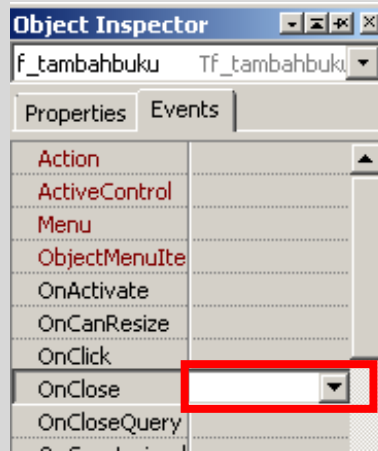 Object Inspector
f_tambahbuku Tf_tambahbuku
Properties Events
Action
ActiveControl
Menu
ObjectMenuIte
OnActivate
OnCanResize
OnClick
OnClose
OnCloseQuery